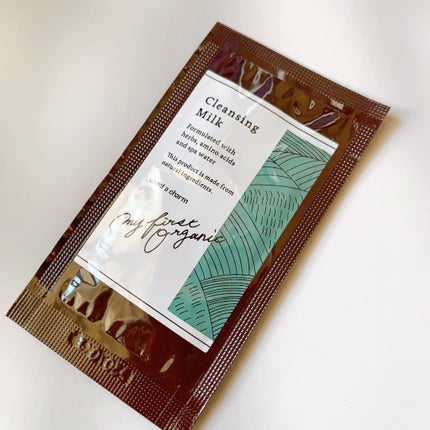 Cleansing
Milk
Formulated with
herbs, amino acids
and spa water
This product is made from
natural ingredients.
my first
Organic